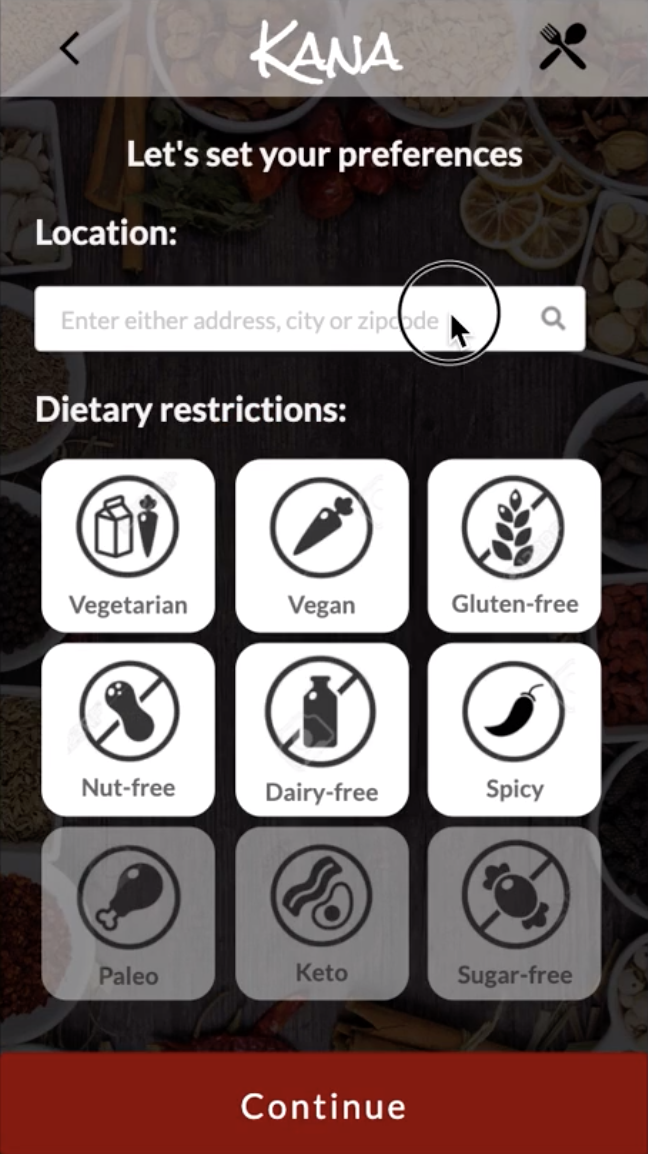 KANA
Let's set your preferences
Location:
Enter either address, city or zipcode
Dietary restrictions:
Vegetarian
Vegan
Gluten-free
Nut-free
Dairy-free
Spicy
Paleo
Keto
Sugar-free
Continue